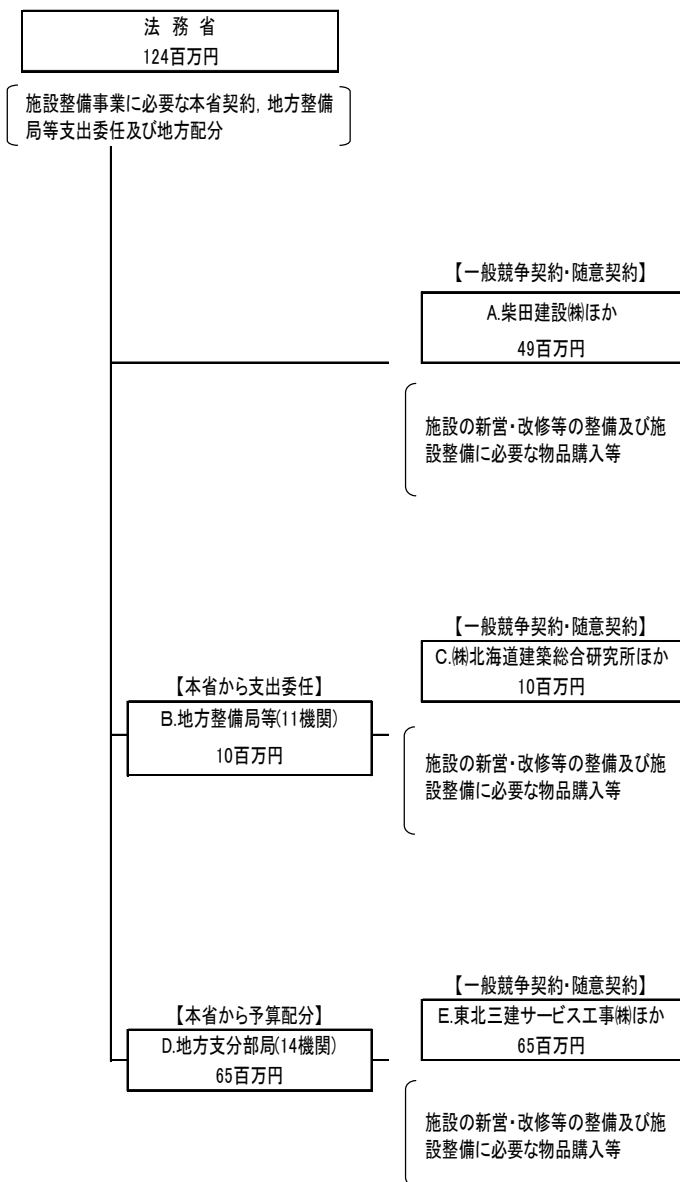 法 務 省
124百万円
施設整備事業に必要な本省契約, 地方整備
局等支出委任及び地方配分
【一般競争契約・随意契約】
A.柴田建設㈱ほか
49百万円
施設の新営・改修等の整備及び施
設整備に必要な物品購入等
【一般競争契約・随意契約】
C.㈱北海道建築総合研究所ほか
10百万円
【本省から支出委任】
B.地方整備局等(11機関)
10百万円
施設の新営・改修等の整備及び施
設整備に必要な物品購入等
【一般競争契約・随意契約】
E.東北三建サービス工事㈱ほか
65百万円
【本省から予算配分】
D.地方支分部局(14機関)
65百万円
施設の新営・改修等の整備及び施
設整備に必要な物品購入等